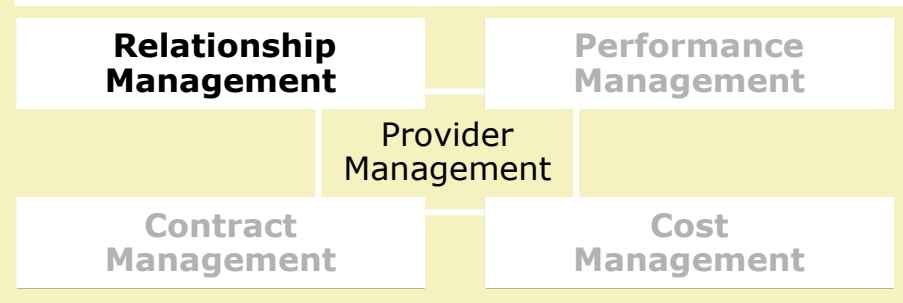 Relationship
Management
Performance
Management
Provider
Management
Contract
Management
Cost
Management